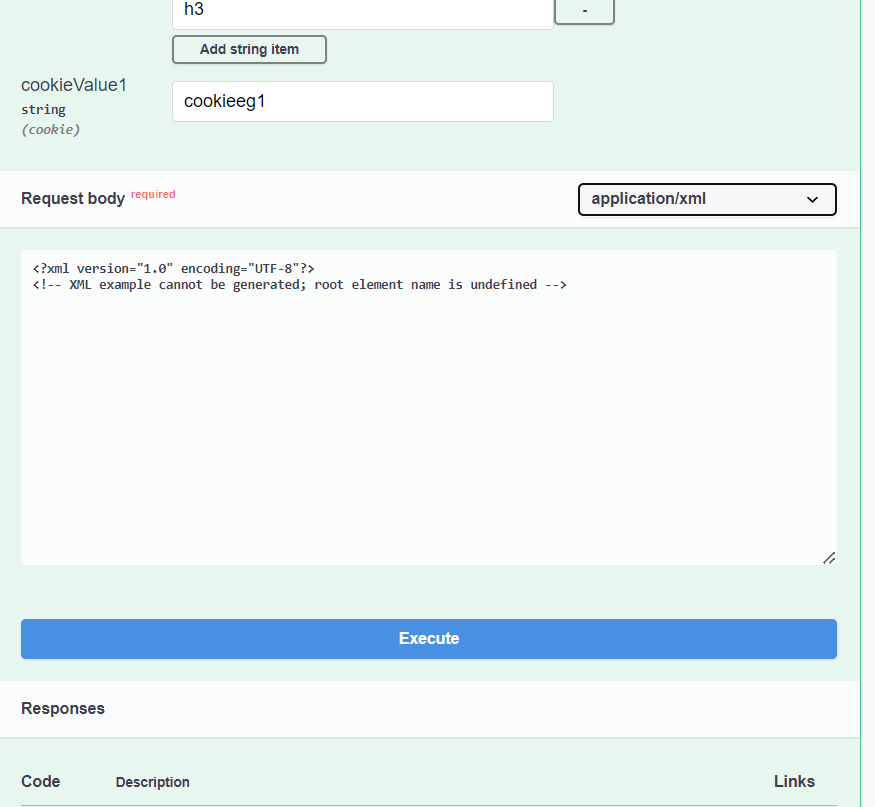 h3
-
Add string item
cookieValue1
cookieeg1
string
(cookie)
Request body required
application/xml
<?xml version="1.0" encoding="UTF-8"?>
<!-- XML example cannot be generated; root element name is undefined -->
Execute
Responses
Code Description Links